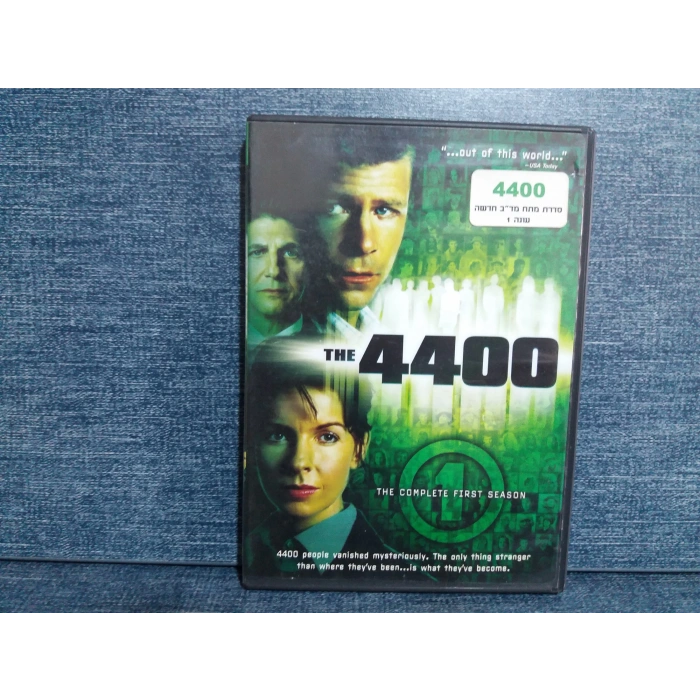 "...out of this world..."
–USA Today
4400
סדרת מתח מד"ב חדשה
שנה 1
THE 4400
1
THE COMPLETE FIRST SEASON
4400 people vanished mysteriously. The only thing stranger
than where they've been...is what they've become.